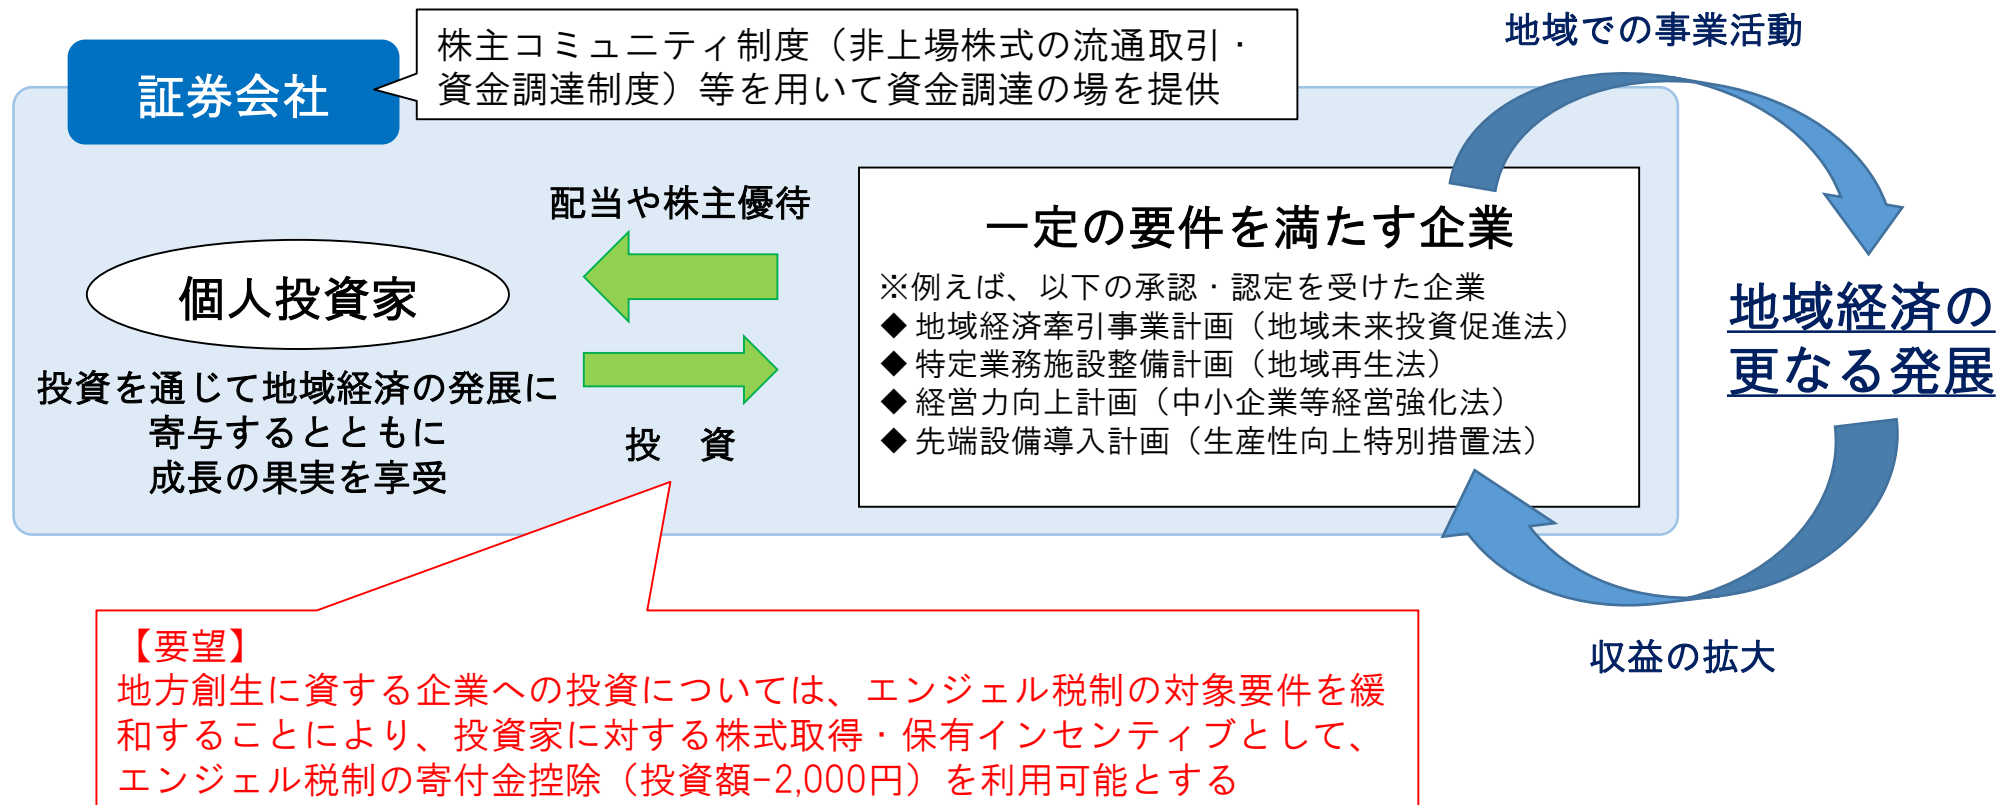 株主コミュニティ制度（非上場株式の流通取引・
資金調達制度）等を用いて資金調達の場を提供
証券会社
地域での事業活動
配当や株主優待
個人投資家
投資を通じて地域経済の発展に
寄与するとともに
成長の果実を享受
投　資
一定の要件を満たす企業
※例えば、以下の承認・認定を受けた企業
◆ 地域経済牽引事業計画（地域未来投資促進法）
◆ 特定業務施設整備計画（地域再生法）
◆ 経営力向上計画（中小企業等経営強化法）
◆ 先端設備導入計画（生産性向上特別措置法）
地域経済の
更なる発展
収益の拡大
【要望】
地方創生に資する企業への投資については、エンジェル税制の対象要件を緩
和することにより、投資家に対する株式取得・保有インセンティブとして、
エンジェル税制の寄付金控除（投資額−2,000円）を利用可能とする